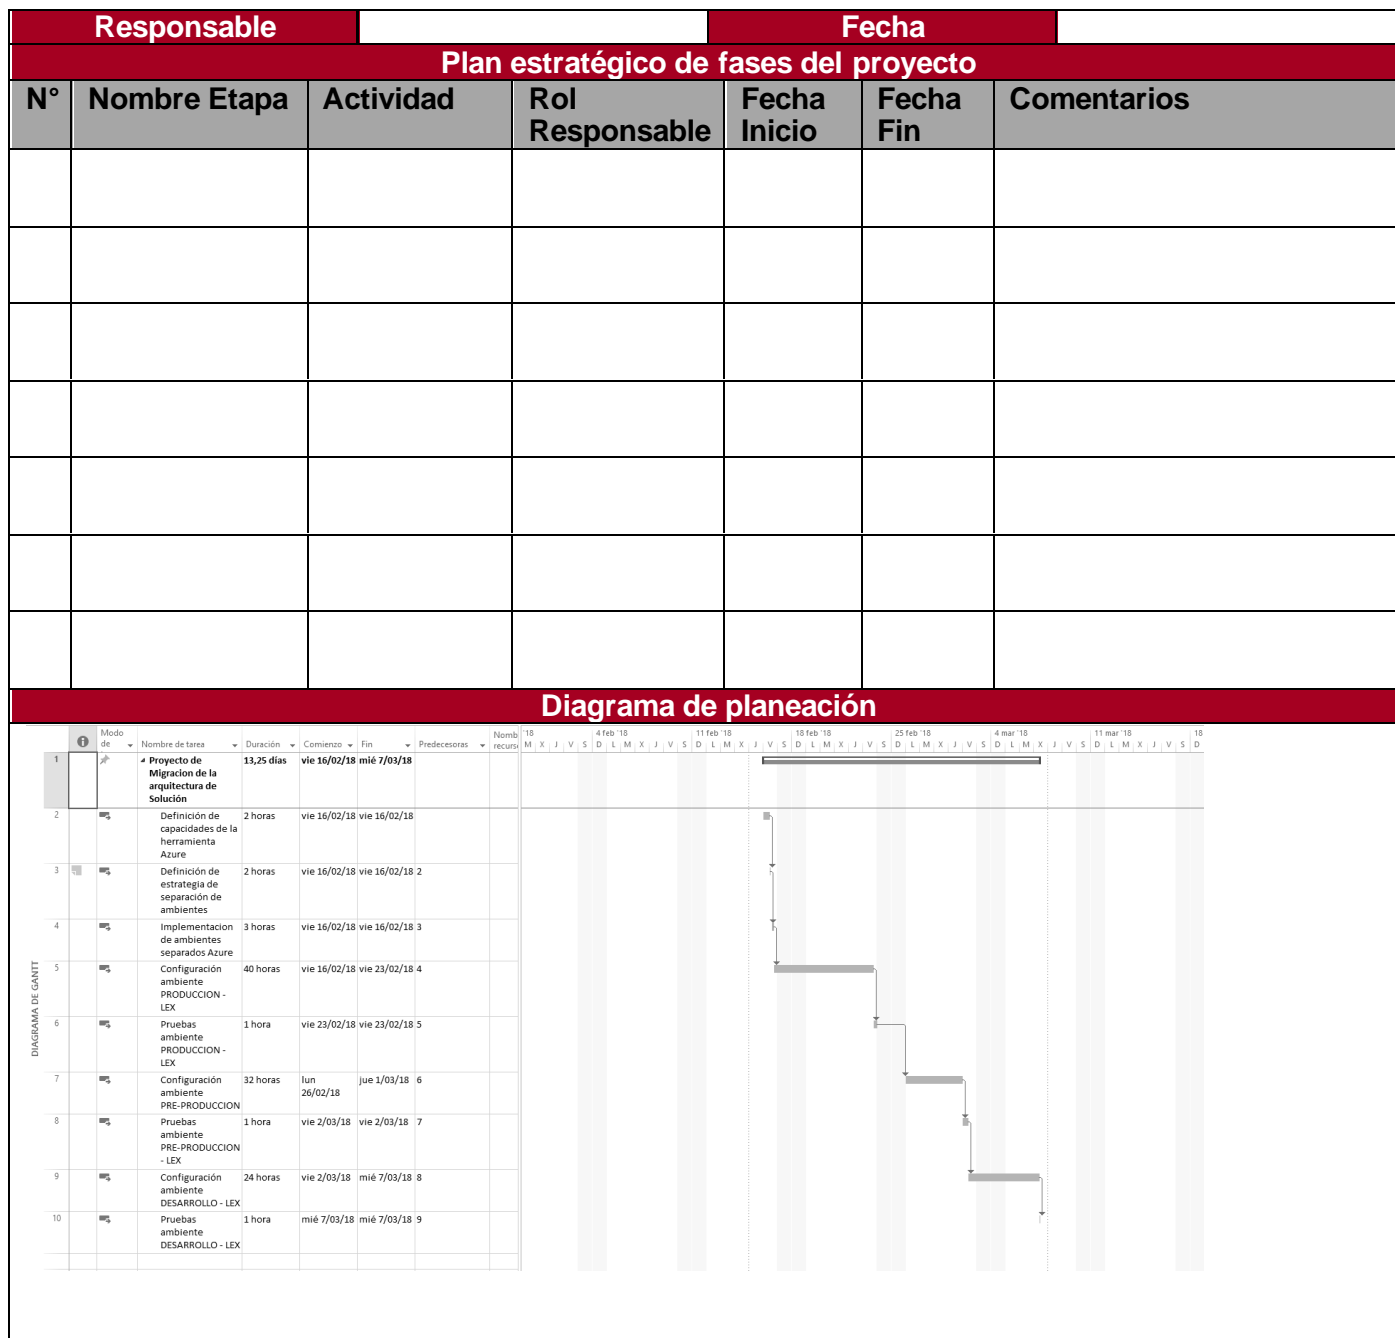 Responsable Fecha
Plan estratégico de fases del proyecto
N° Nombre Etapa Actividad Rol Responsable Fecha Inicio Fecha Fin Comentarios
Diagrama de planeación
Modo de Nombre de tarea Duración Comienzo Fin Predecesoras Nomb recurs
'18 4 feb '18 11 feb '18 18 feb '18 25 feb '18 4 mar '18 11 mar '18 18
M X J V S D L M X J V S D L M X J V S D L M X J V S D L M X J V S D L M X J V S D L M X J V S D
1 Proyecto de Migracion de la arquitectura de Solución 13,25 días vie 16/02/18 mié 7/03/18
2 Definición de capacidades de la herramienta Azure 2 horas vie 16/02/18 vie 16/02/18
3 Definición de estrategia de separación de ambientes 2 horas vie 16/02/18 vie 16/02/18 2
4 Implementacion de ambientes separados Azure 3 horas vie 16/02/18 vie 16/02/18 3
5 Configuración ambiente PRODUCCION - LEX 40 horas vie 16/02/18 vie 23/02/18 4
6 Pruebas ambiente PRODUCCION - LEX 1 hora vie 23/02/18 vie 23/02/18 5
7 Configuración ambiente PRE-PRODUCCION 32 horas lun 26/02/18 jue 1/03/18 6
8 Pruebas ambiente PRE-PRODUCCION - LEX 1 hora vie 2/03/18 vie 2/03/18 7
9 Configuración ambiente DESARROLLO - LEX 24 horas vie 2/03/18 mié 7/03/18 8
10 Pruebas ambiente DESARROLLO - LEX 1 hora mié 7/03/18 mié 7/03/18 9
DIAGRAMA DE GANTT